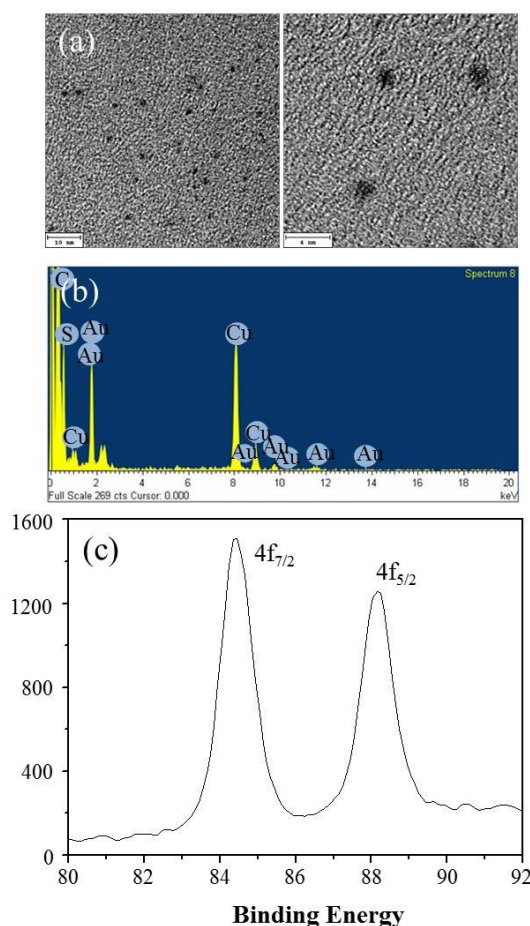 (a)
10 nm
4 nm
(b)
Spectrum 8
C
S
Au
Au
Cu
Cu
Cu
Au
Au
Au
Au
Au
0 2 4 6 8 10 12 14 16 18 20
Full Scale 269 cts Cursor: 0.000
keV
(c)
4f7/2
4f5/2
1600
1200
800
400
0
80 82 84 86 88 90 92
Binding Energy